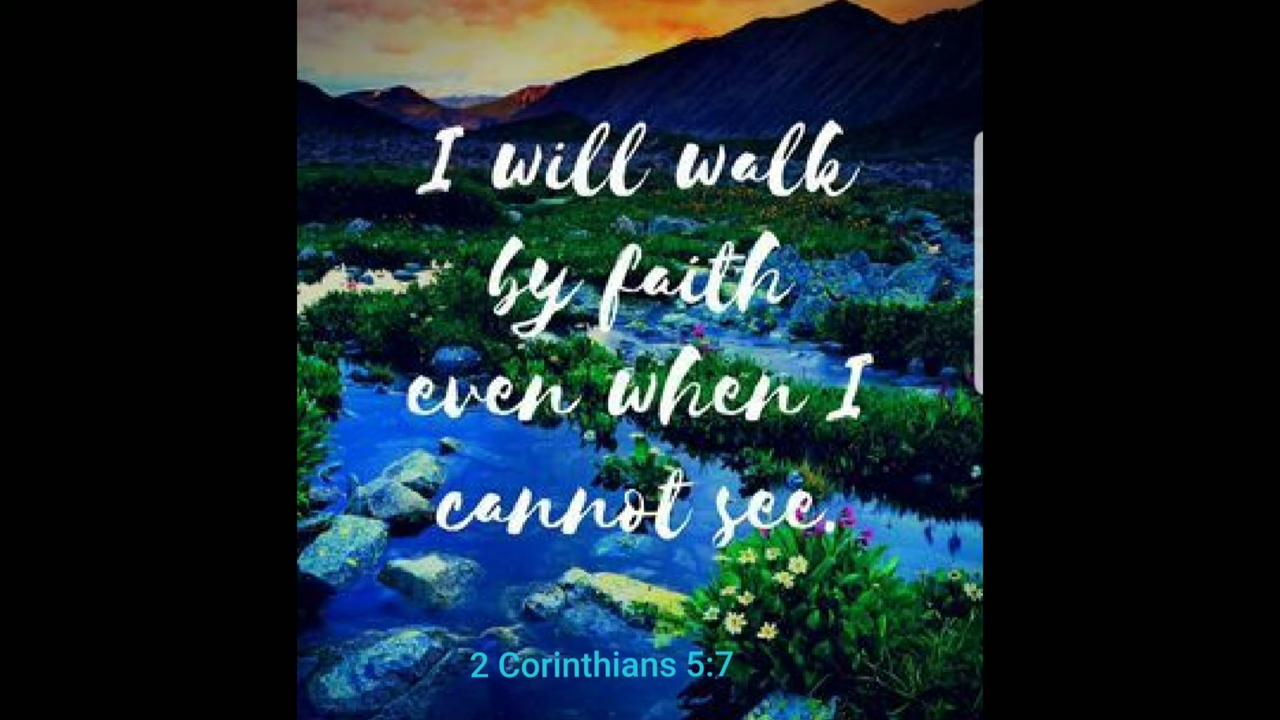 I will walk
by faith
even when I
cannot see.
2 Corinthians 5:7